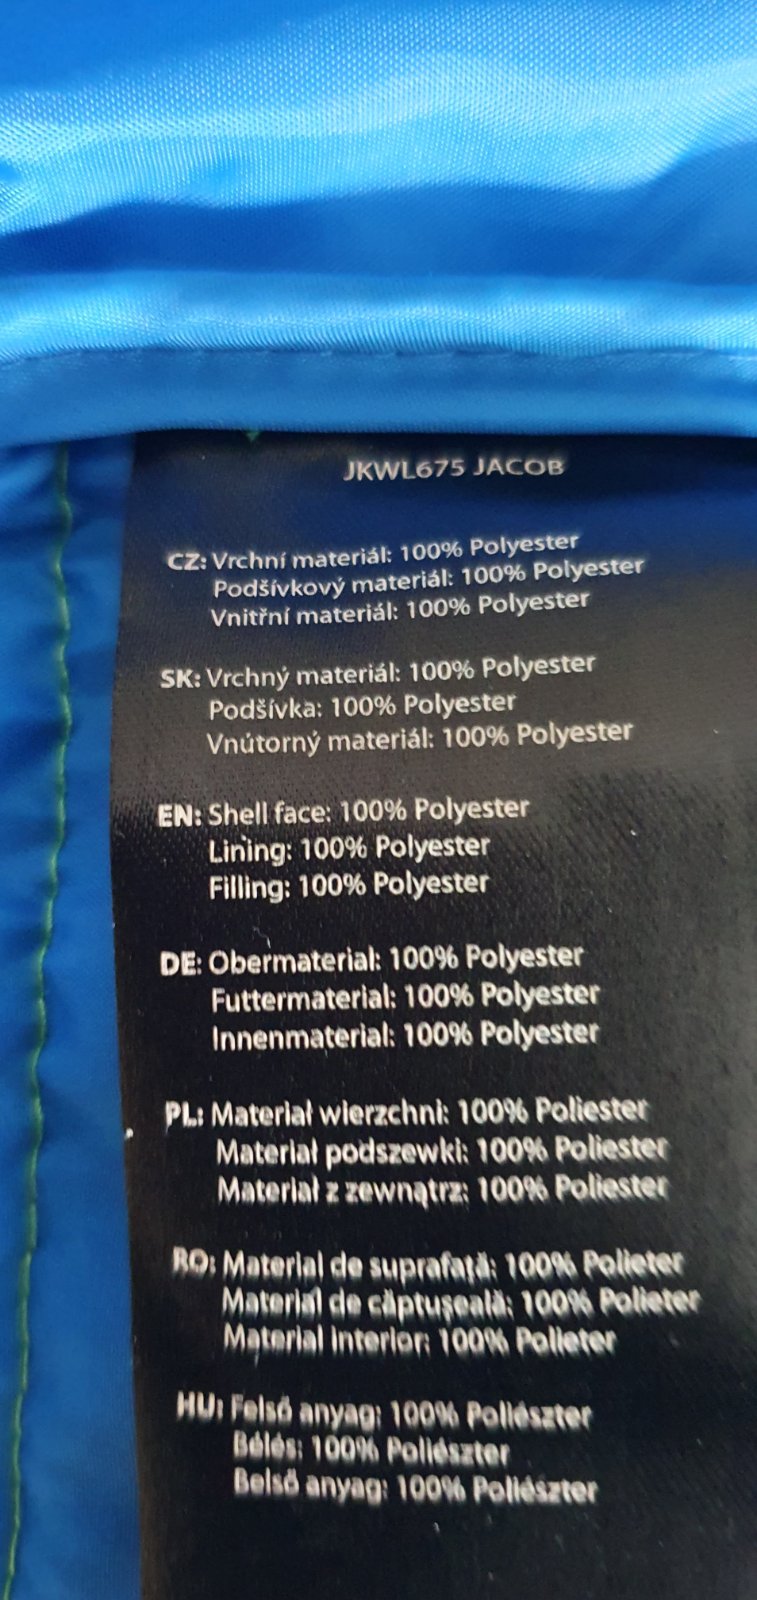 JKWL675 JACOB
CZ: Vrchní materiál: 100% Polyester
Podšívkový materiál: 100% Polyester
Vnitřní materiál: 100% Polyester
SK: Vrchný materiál: 100% Polyester
Podšívka: 100% Polyester
Vnútorný materiál: 100% Polyester
EN: Shell face: 100% Polyester
Lining: 100% Polyester
Filling: 100% Polyester
DE: Obermaterial: 100% Polyester
Futtermaterial: 100% Polyester
Innenmaterial: 100% Polyester
PL: Materiał wierzchni: 100% Poliester
Materiał podszewki: 100% Poliester
Materiał z zewnątrz: 100% Poliester
RO: Material de suprafață: 100% Polieter
Material de căptușeală: 100% Polieter
Material interior: 100% Polieter
HU: Felső anyag: 100% Poliészter
Bélés: 100% Poliészter
Belső anyag: 100% Poliészter